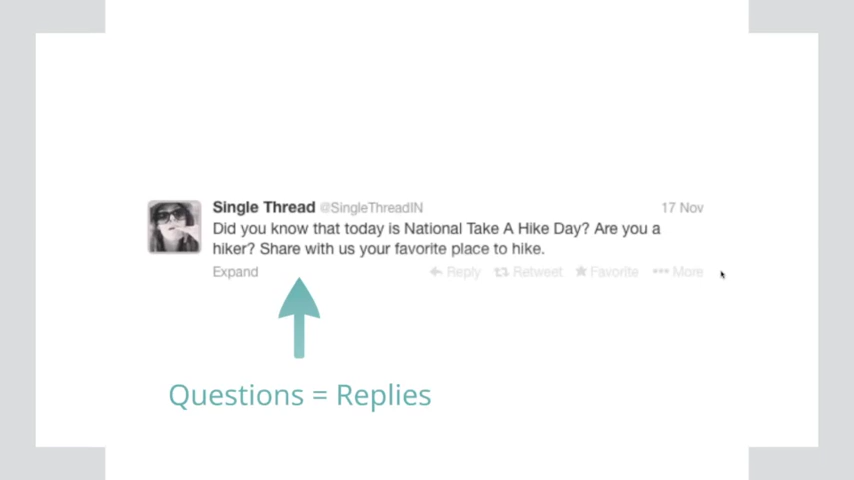 Single Thread @SingleThreadIN 17 Nov
Did you know that today is National Take A Hike Day? Are you a
hiker? Share with us your favorite place to hike.
Expand Reply Retweet Favorite More
Questions = Replies